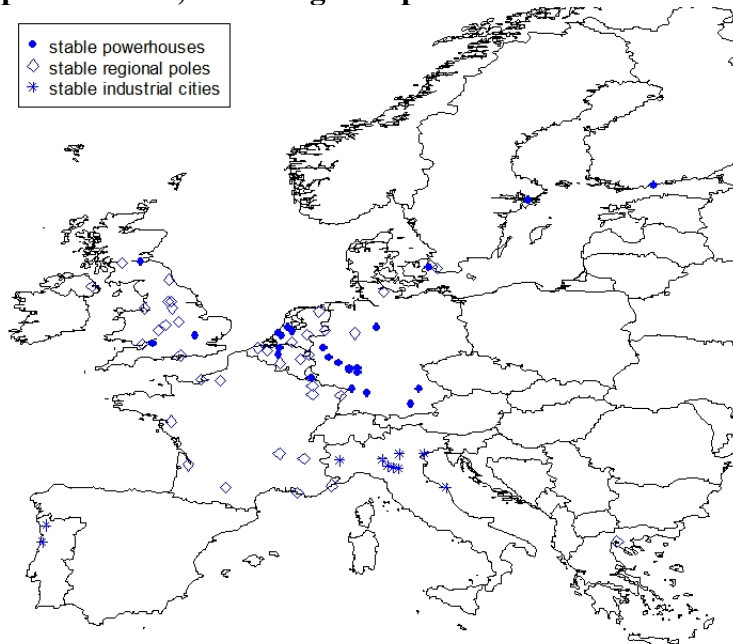 stable powerhouses
stable regional poles
stable industrial cities